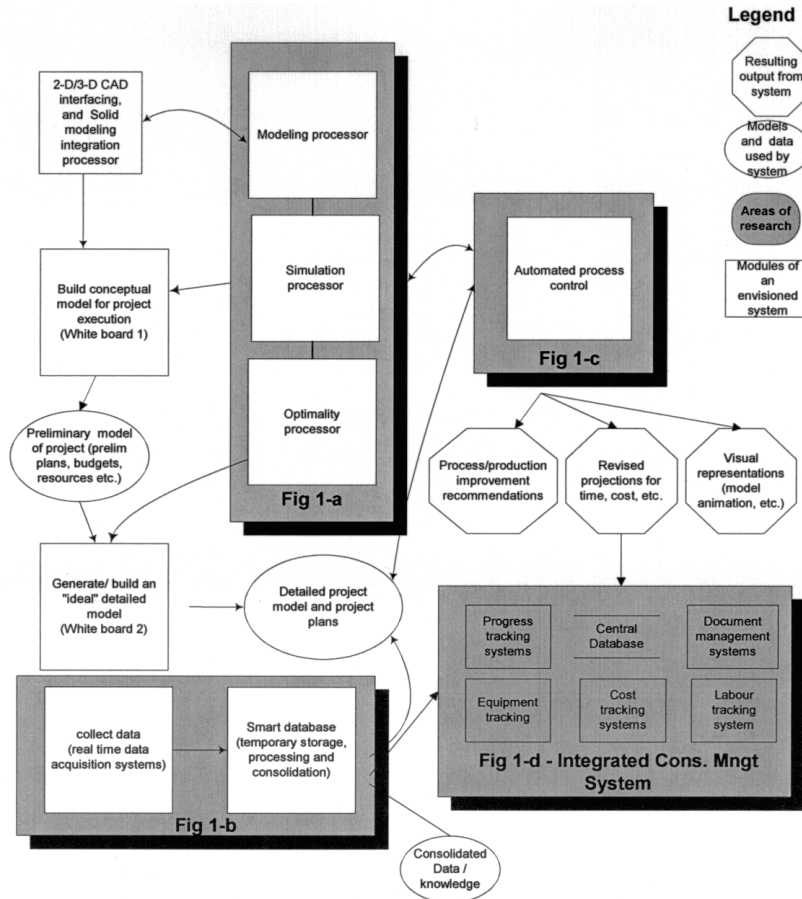 Legend
Resulting
output from
system
Models
and data
used by
system
Areas of
research
Modules of
an
envisioned
system
2-D/3-D CAD
interfacing,
and Solid
modeling
integration
processor
Modeling processor
Simulation
processor
Optimality
processor
Fig 1-a
Build conceptual
model for project
execution
(White board 1)
Automated process
control
Fig 1-c
Preliminary model
of project (prelim
plans, budgets,
resources etc.)
Process/production
improvement
recommendations
Revised
projections for
time, cost, etc.
Visual
representations
(model
animation, etc.)
Generate/ build an
"ideal" detailed
model
(White board 2)
Detailed project
model and project
plans
Progress
tracking
systems
Central
Database
Document
management
systems
Equipment
tracking
Cost
tracking
systems
Labour
tracking
system
Fig 1-d - Integrated Cons. Mngt
System
collect data
(real time data
acquisition systems)
Smart database
(temporary storage,
processing and
consolidation)
Fig 1-b
Consolidated
Data /
knowledge